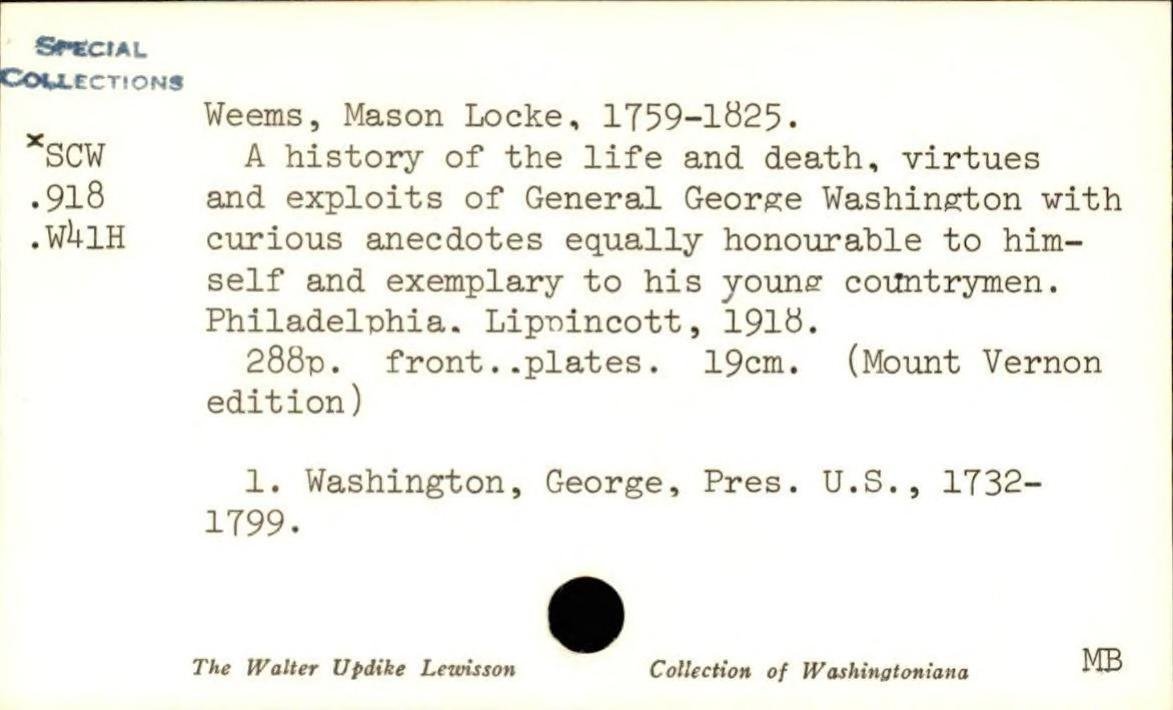 SPECIAL
COLLECTIONS
Weems, Mason Locke, 1759-1825.
xSCW
.918
.W41H
A history of the life and death, virtues
and exploits of General George Washington with
curious anecdotes equally honourable to him-
self and exemplary to his young countrymen.
Philadelphia. Lippincott, 1918.
288p. front..plates. 19cm. (Mount Vernon
edition)
1. Washington, George, Pres. U.S., 1732-
1799.
The Walter Updike Lewisson Collection of Washingtoniana
MB